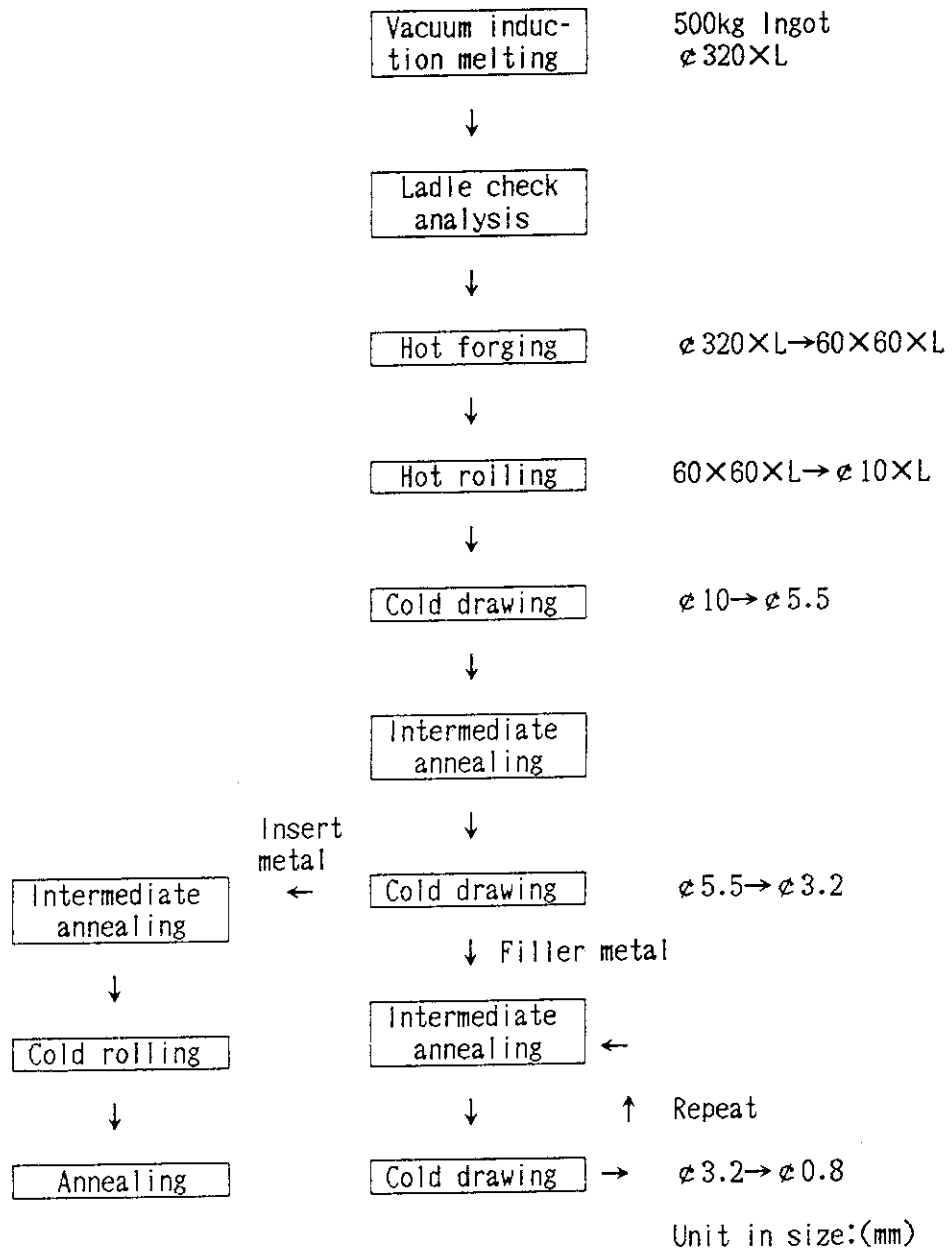 Vacuum induc-
tion melting
500kg Ingot
¢320×L
↓
Ladle check
analysis
↓
Hot forging
¢320×L→60×60×L
↓
Hot rolling
60×60×L→¢10×L
↓
Cold drawing
¢10→¢5.5
↓
Intermediate
annealing
↓
Insert
metal
←
Cold drawing
¢5.5→¢3.2
Intermediate
annealing
↓
Cold rolling
↓
Annealing
↓ Filler metal
Intermediate
annealing
←
↓
↑ Repeat
Cold drawing
→
¢3.2→¢0.8
Unit in size:(mm)